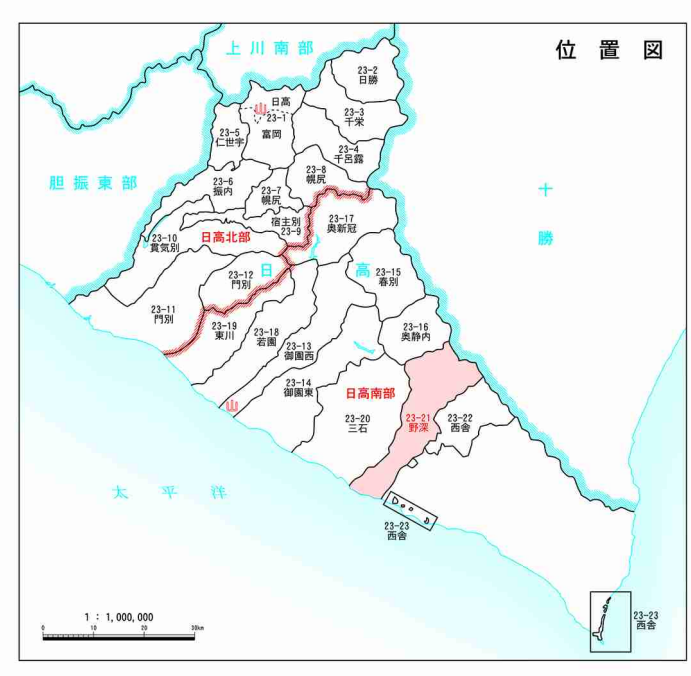 位置図
上川南部
23-2
日勝
日高
23-1
富岡
23-3
千栄
23-5
仁世宇
23-4
千呂露
23-8
幌尻
胆振東部
23-6
振内
23-7
幌尻
十勝
宿主別
23-9
23-17
奥新冠
23-10
貫気別
日高北部
日高
23-12
門別
23-15
春別
23-11
門別
23-19
東川
23-18
若園
23-16
奥静内
23-13
御園西
23-14
御園東
日高南部
23-20
三石
23-21
野深
23-22
西舎
太平洋
23-23
西舎
23-23
西舎
1 : 1,000,000
0 10 20 30km